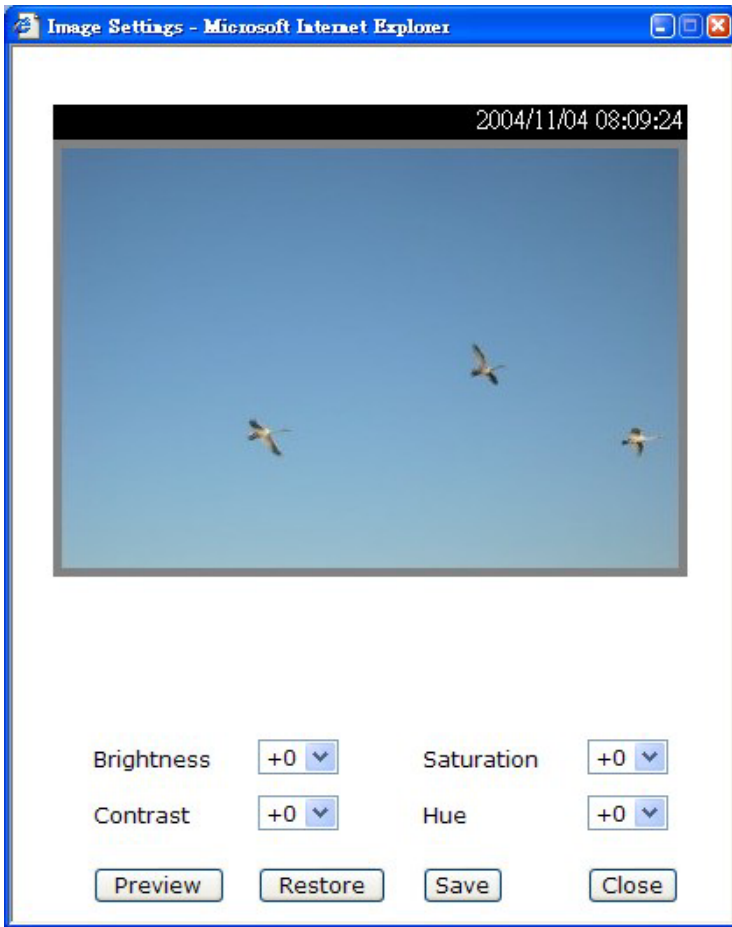 Image Settings - Microsoft Internet Explorer
2004/11/04 08:09:24
Brightness +0 Saturation +0
Contrast +0 Hue +0
Preview Restore Save Close